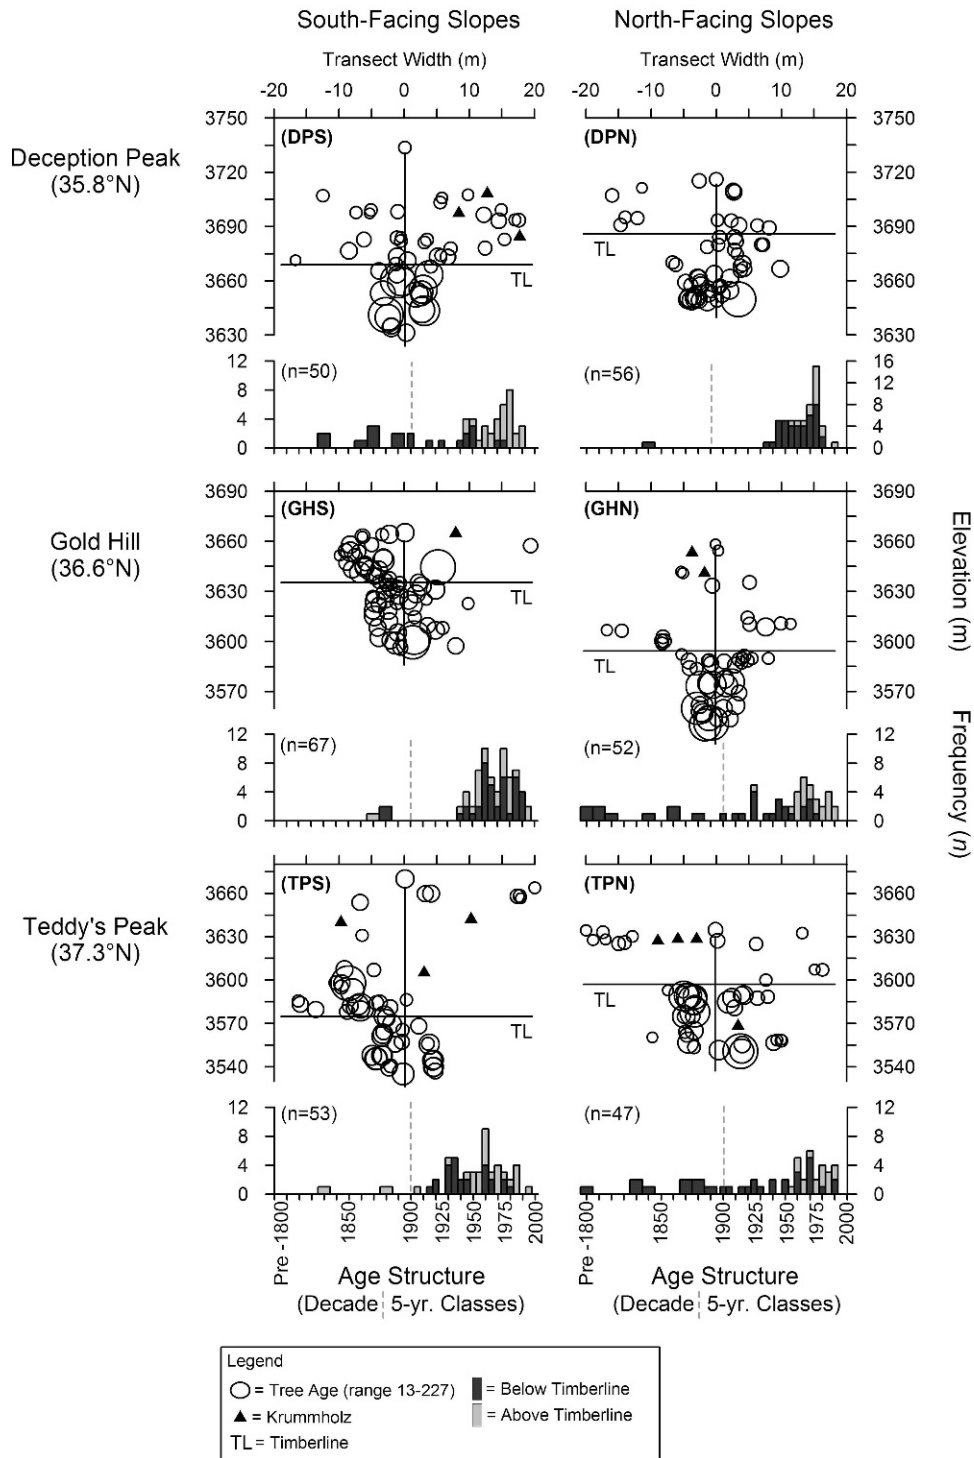 South-Facing Slopes North-Facing Slopes
Transect Width (m) Transect Width (m)
-20 -10 0 10 20 -20 -10 0 10 20
Deception Peak
(35.8°N)
(DPS) (DPN)
3750 3750
3720 3720
3690 3690
3660 3660
3630 3630
TL TL
(n=50) (n=56)
12 16
8 12
4 8
0 4
0
Gold Hill
(36.6°N)
(GHS) (GHN)
3690 3690
3660 3660
3630 3630
3600 3600
3570 3570
TL TL
(n=67) (n=52)
12 12
8 8
4 4
0 0
Elevation (m)
Frequency (n)
Teddy's Peak
(37.3°N)
(TPS) (TPN)
3660 3660
3630 3630
3600 3600
3570 3570
3540 3540
TL TL
(n=53) (n=47)
12 12
8 8
4 4
0 0
Pre -1800 1850 1900 1925 1950 1975 2000 Pre -1800 1850 1900 1925 1950 1975 2000
Age Structure Age Structure
(Decade 5-yr. Classes) (Decade 5-yr. Classes)
Legend
= Tree Age (range 13-227) = Below Timberline
= Krummholz = Above Timberline
TL = Timberline